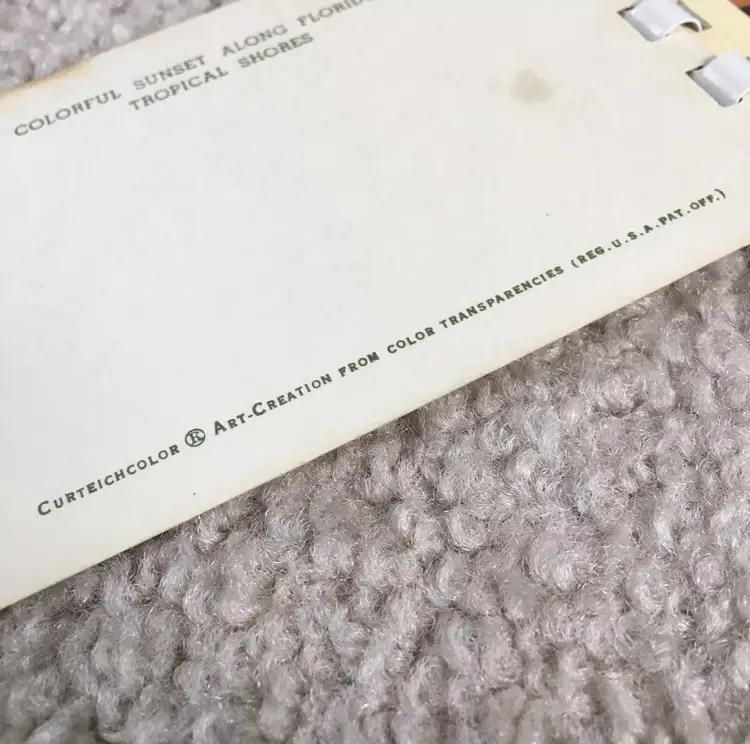 COLORFUL SUNSET ALONG
TROPICAL SHORES
CURTEICHCOLOR ® ART-CREATION FROM COLOR TRANSPARENCIES (REG.U.S.A.PAT.OFF.)